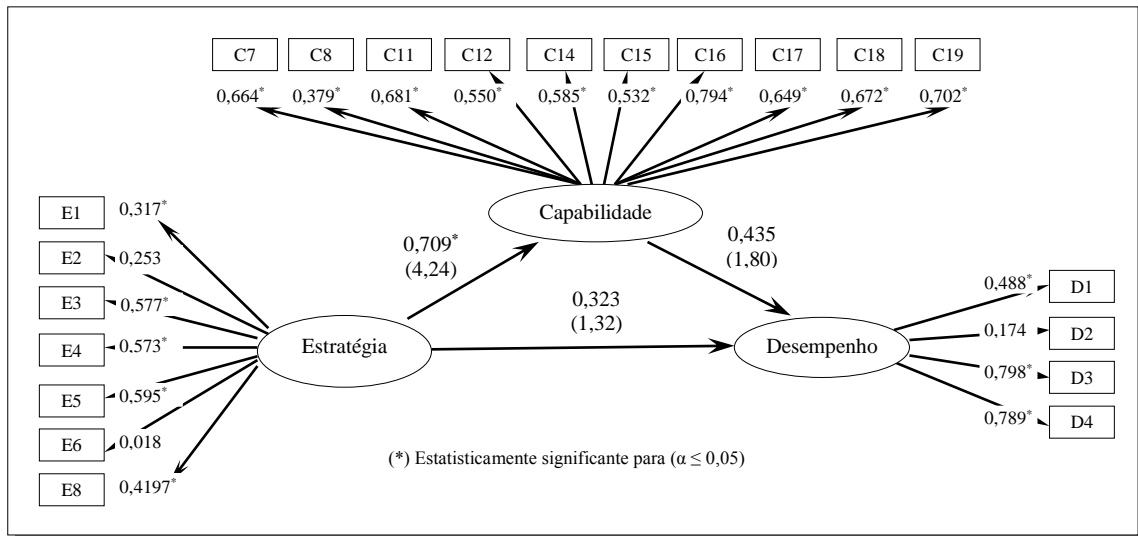 C7 C8 C11 C12 C14 C15 C16 C17 C18 C19
0,664* 0,379* 0,681* 0,550* 0,585* 0,532* 0,794* 0,649* 0,672* 0,702*
Capabilidade
E1 0,317*
E2 0,253
E3 0,577*
E4 0,573*
E5 0,595*
E6 0,018
E8 0,4197*
Estratégia
0,709*
(4,24)
0,435
(1,80)
0,323
(1,32)
Desempenho
0,488* D1
0,174 D2
0,798* D3
0,789* D4
(*) Estatisticamente significante para (α ≤ 0,05)